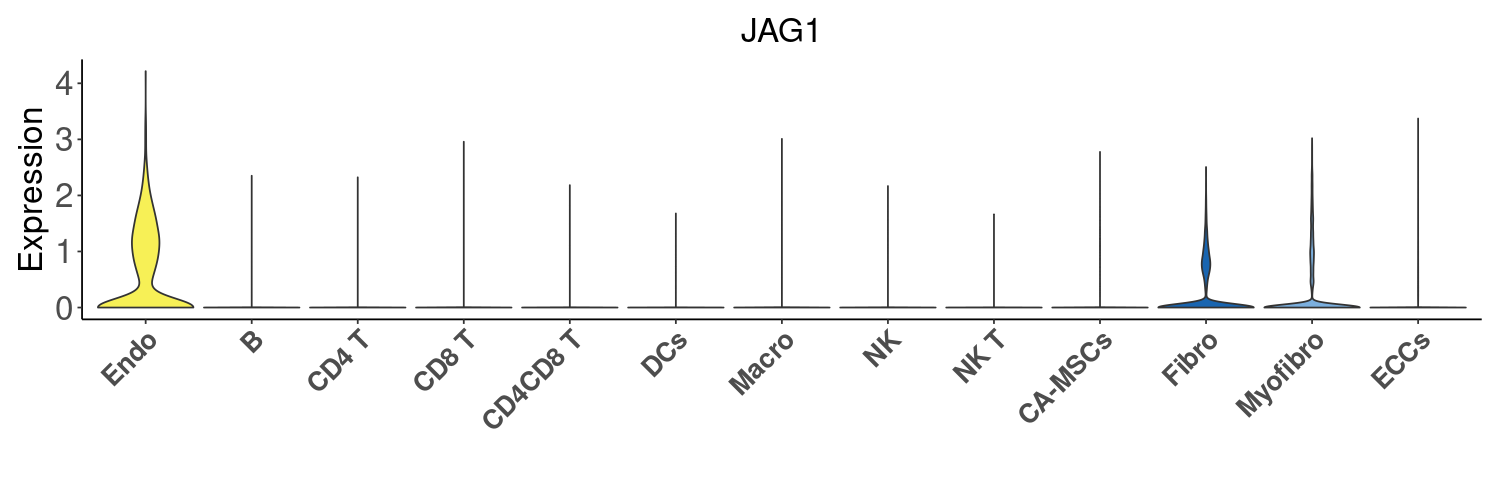 JAG1
Expression
4
3
2
1
0
Endo
B
CD4 T
CD8 T
CD4CD8 T
DCs
Macro
NK
NK T
CA-MSCs
Fibro
Myofibro
ECCs